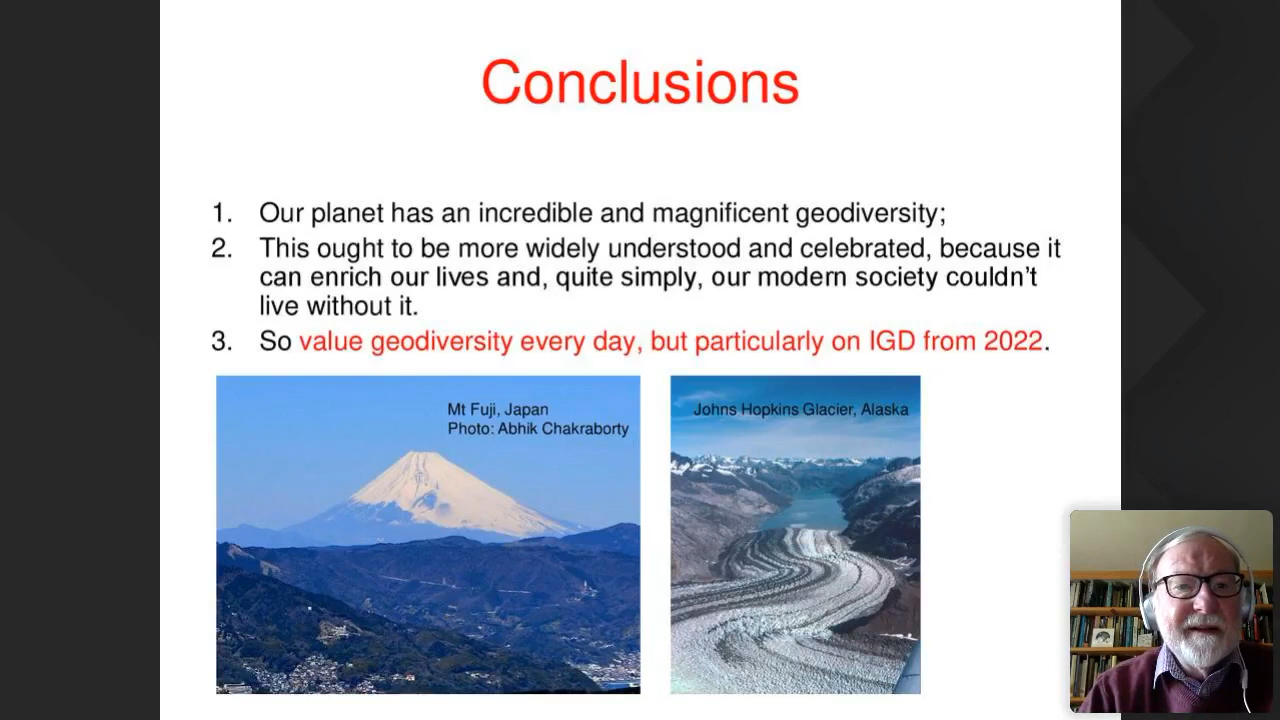 Conclusions
1. Our planet has an incredible and magnificent geodiversity;
2. This ought to be more widely understood and celebrated, because it
can enrich our lives and, quite simply, our modern society couldn’t
live without it.
3. So value geodiversity every day, but particularly on IGD from 2022.
Mt Fuji, Japan
Photo: Abhik Chakraborty
Johns Hopkins Glacier, Alaska